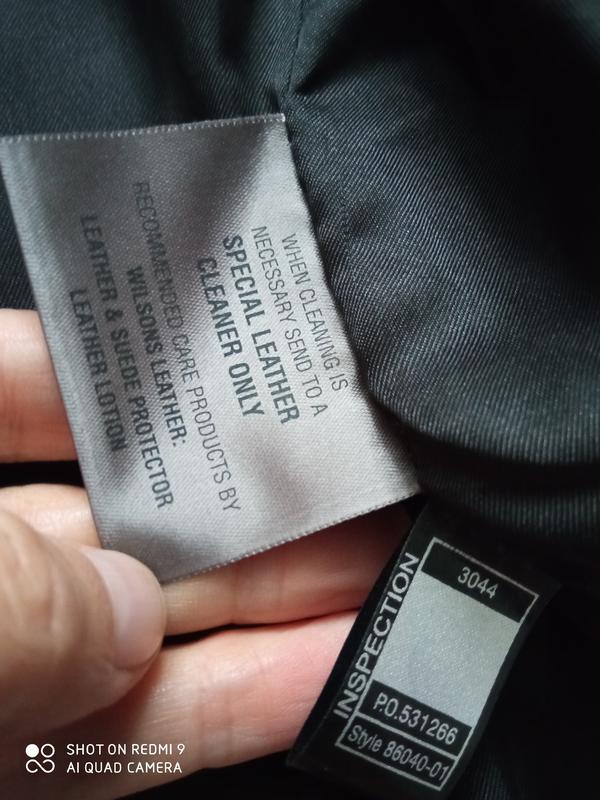 WHEN CLEANING IS
NECESSARY SEND TO A
SPECIAL LEATHER
CLEANER ONLY
RECOMMENDED CARE PRODUCTS BY
WILSONS LEATHER:
LEATHER & SUEDE PROTECTOR
LEATHER LOTION
INSPECTION
3044
P.O.531266
Style 86040-01
SHOT ON REDMI 9
AI QUAD CAMERA